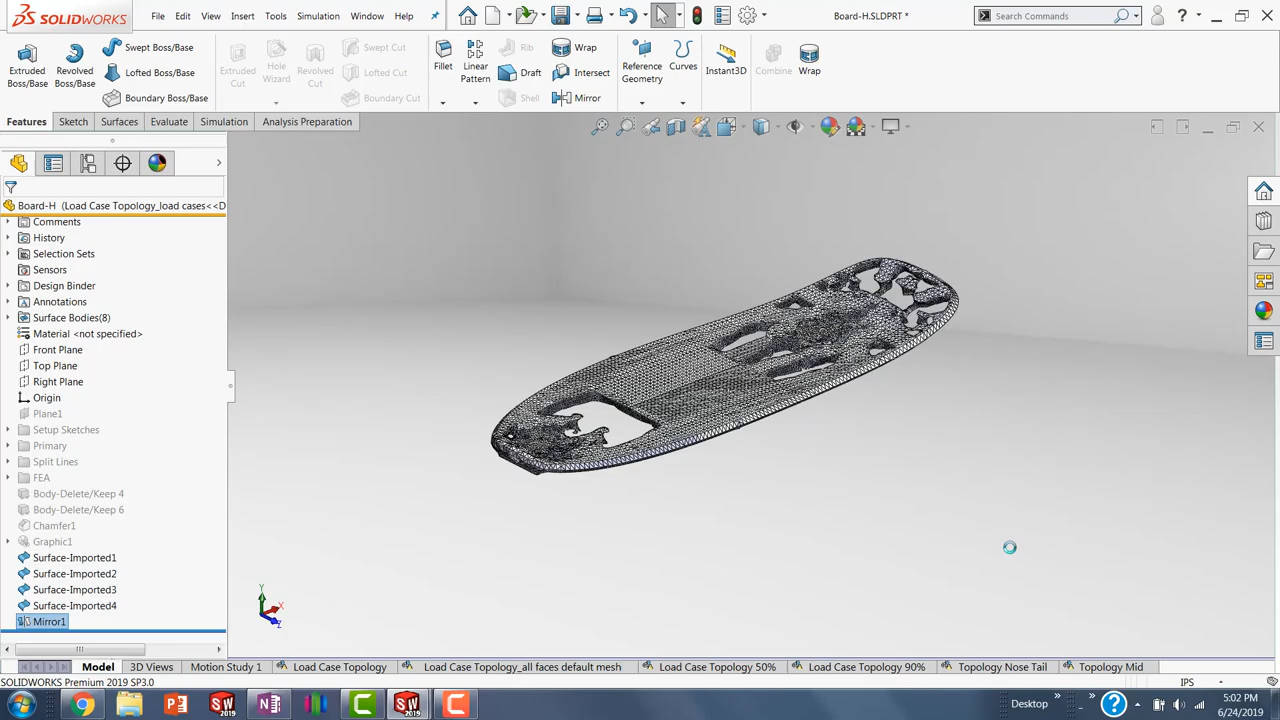 SOLIDWORKS
File Edit View Insert Tools Simulation Window Help
Board-H.SLDPRT *
Search Commands
Extruded Boss/Base
Revolved Boss/Base
Swept Boss/Base
Lofted Boss/Base
Boundary Boss/Base
Extruded Cut
Hole Wizard
Revolved Cut
Swept Cut
Lofted Cut
Boundary Cut
Fillet
Linear Pattern
Rib
Draft
Shell
Wrap
Intersect
Mirror
Reference Geometry
Curves
Instant3D
Combine
Wrap
Features Sketch Surfaces Evaluate Simulation Analysis Preparation
Board-H (Load Case Topology_load cases<<D
Comments
History
Selection Sets
Sensors
Design Binder
Annotations
Surface Bodies(8)
Material <not specified>
Front Plane
Top Plane
Right Plane
Origin
Plane1
Setup Sketches
Primary
Split Lines
FEA
Body-Delete/Keep 4
Body-Delete/Keep 6
Chamfer1
Graphic1
Surface-Imported1
Surface-Imported2
Surface-Imported3
Surface-Imported4
Mirror1
Y
X
Z
Model 3D Views Motion Study 1 Load Case Topology Load Case Topology_all faces default mesh Load Case Topology 50% Load Case Topology 90% Topology Nose Tail Topology Mid
SOLIDWORKS Premium 2019 SP3.0
IPS
Desktop
5:02 PM
6/24/2019